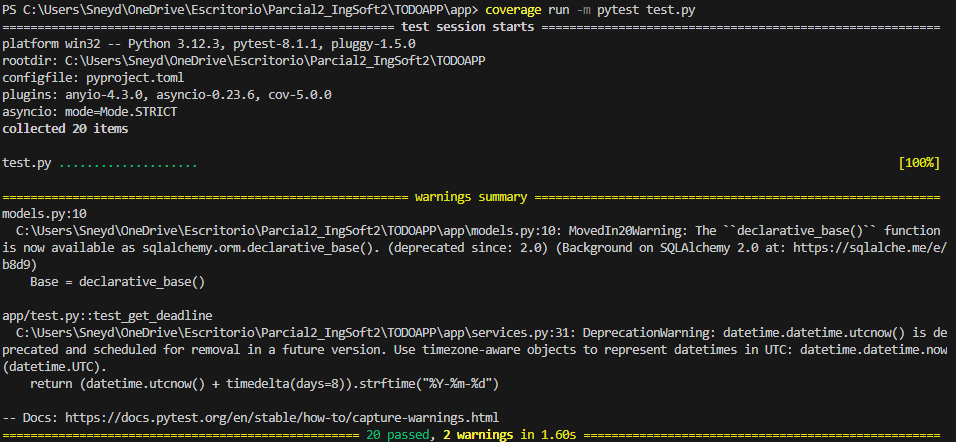 PS C:\Users\Sneyd\OneDrive\Escritorio\Parcial2_IngSoft2\TODOAPP\app> coverage run -m pytest test.py
======================================================== test session starts =========================================================
platform win32 -- Python 3.12.3, pytest-8.1.1, pluggy-1.5.0
rootdir: C:\Users\Sneyd\OneDrive\Escritorio\Parcial2_IngSoft2\TODOAPP
configfile: pyproject.toml
plugins: anyio-4.3.0, asyncio-0.23.6, cov-5.0.0
asyncio: mode=Mode.STRICT
collected 20 items
test.py .................... [100%]
========================================================== warnings summary ==========================================================
models.py:10
C:\Users\Sneyd\OneDrive\Escritorio\Parcial2_IngSoft2\TODOAPP\app\models.py:10: MovedIn20Warning: The ``declarative_base()`` function
is now available as sqlalchemy.orm.declarative_base(). (deprecated since: 2.0) (Background on SQLAlchemy 2.0 at: https://sqlalche.me/e/
b8d9)
Base = declarative_base()
app/test.py::test_get_deadline
C:\Users\Sneyd\OneDrive\Escritorio\Parcial2_IngSoft2\TODOAPP\app\services.py:31: DeprecationWarning: datetime.datetime.utcnow() is de
precated and scheduled for removal in a future version. Use timezone-aware objects to represent datetimes in UTC: datetime.datetime.now
(datetime.UTC).
return (datetime.utcnow() + timedelta(days=8)).strftime("%Y-%m-%d")
-- Docs: https://docs.pytest.org/en/stable/how-to/capture-warnings.html
=================================================== 20 passed, 2 warnings in 1.60s ===================================================